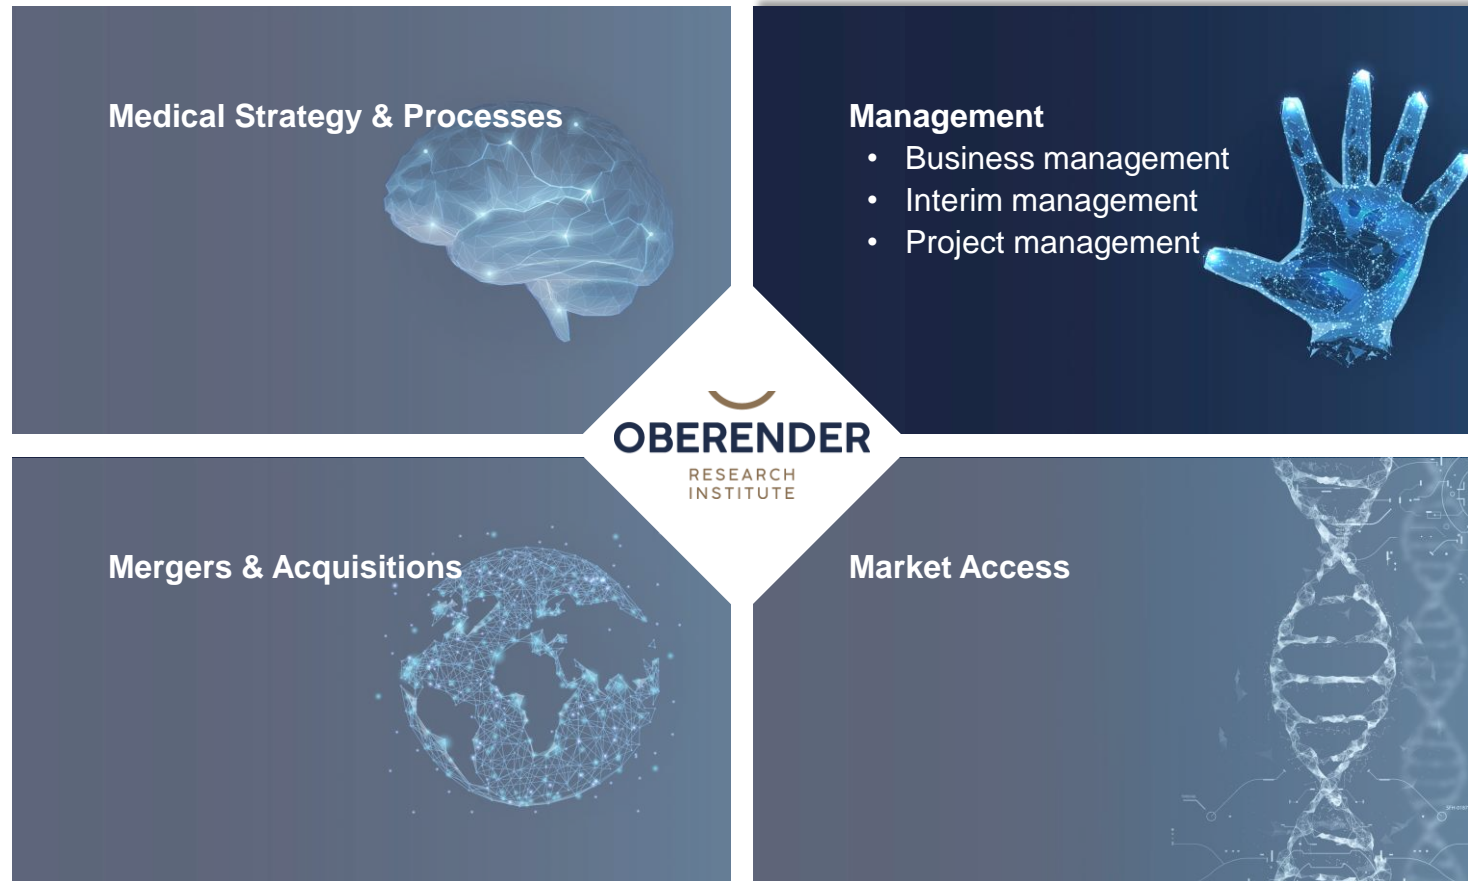 Medical Strategy & Processes
Management
• Business management
• Interim management
• Project management
OBERENDER
RESEARCH
INSTITUTE
Mergers & Acquisitions
Market Access